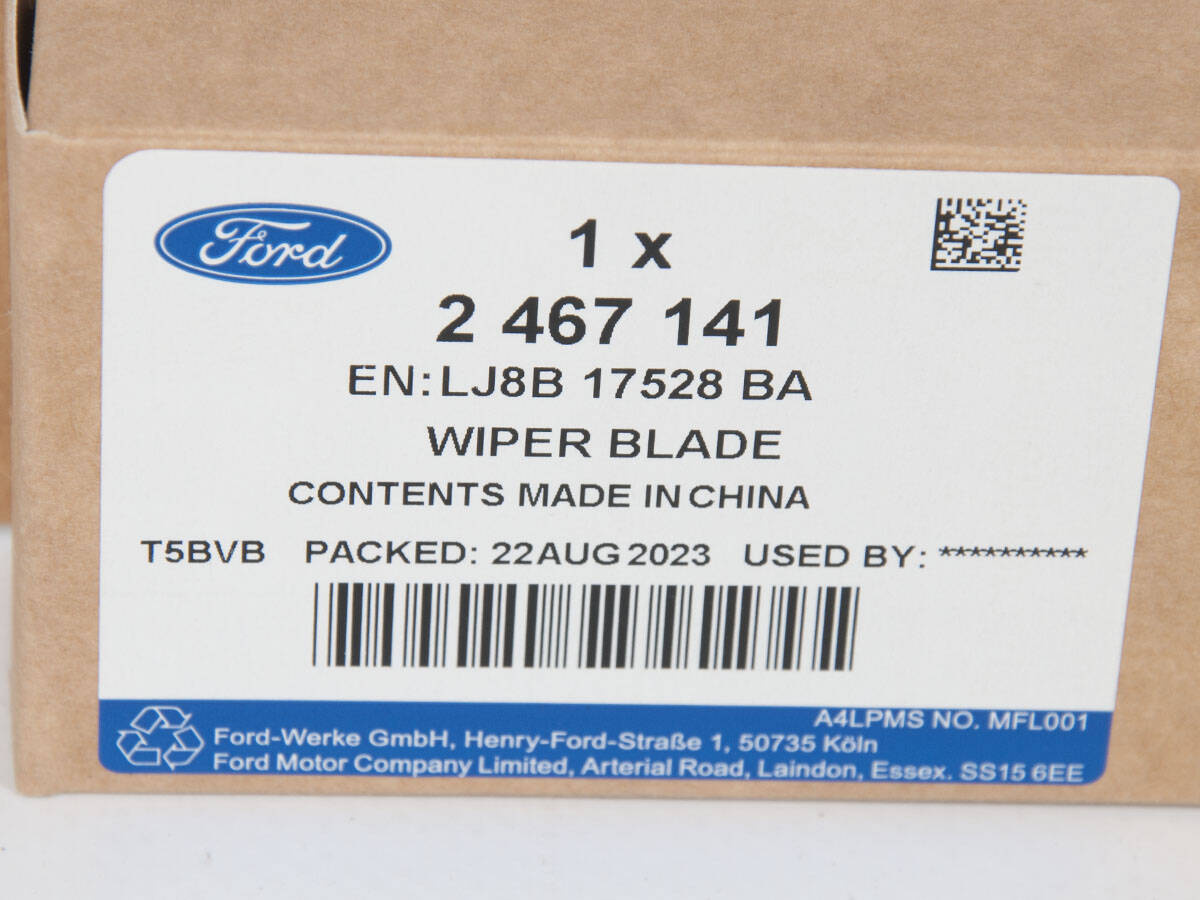 Ford
1 x
2 467 141
EN: LJ8B 17528 BA
WIPER BLADE
CONTENTS MADE IN CHINA
T5BVB PACKED: 22AUG 2023 USED BY: **********
A4LPMS NO. MFL001
Ford-Werke GmbH, Henry-Ford-Straße 1, 50735 Köln
Ford Motor Company Limited, Arterial Road, Laindon, Essex. SS15 6EE